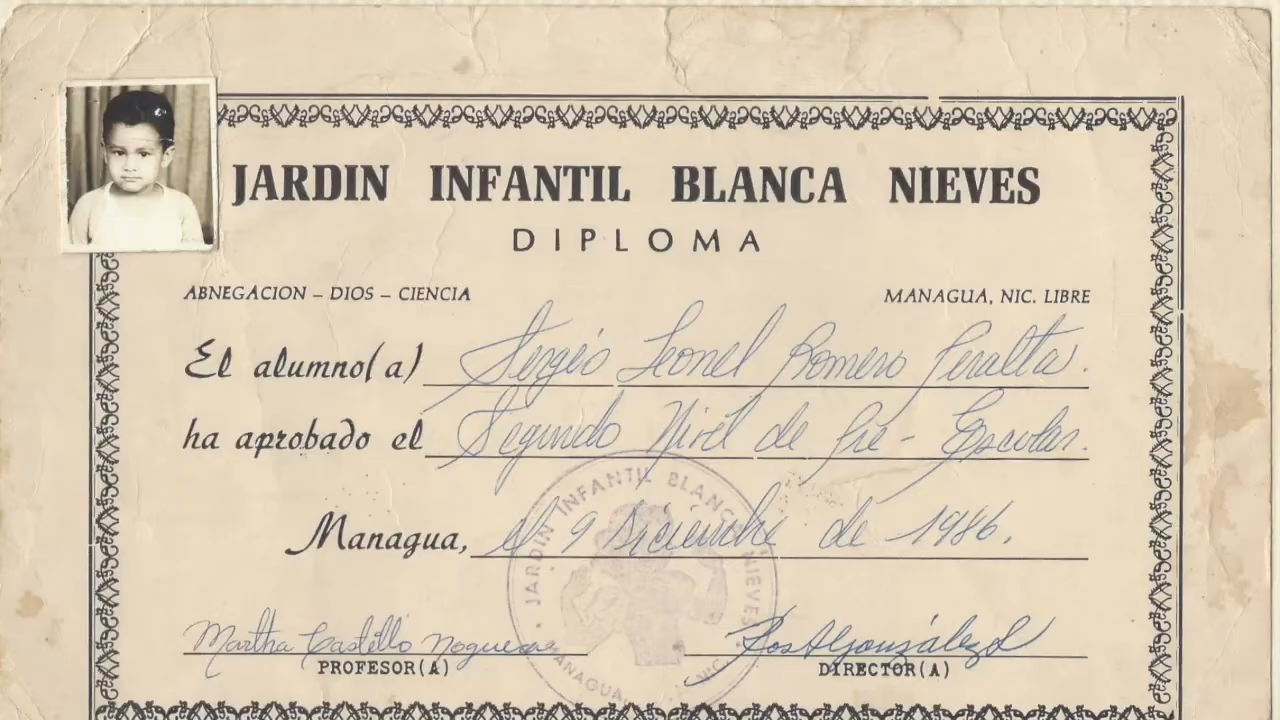 JARDIN INFANTIL BLANCA NIEVES
DIPLOMA
ABNEGACION – DIOS – CIENCIA
MANAGUA, NIC. LIBRE
El alumno(a) Sergio Leonel Romero Peralta.
ha aprobado el Segundo Nivel de Pre-Escolar.
Managua, el 9 Diciembre de 1986.
JARDIN INFANTIL BLANCA NIEVES
MANAGUA, NIC.
Martha Castillo Noguera
PROFESOR(A)
DIRECTOR(A)